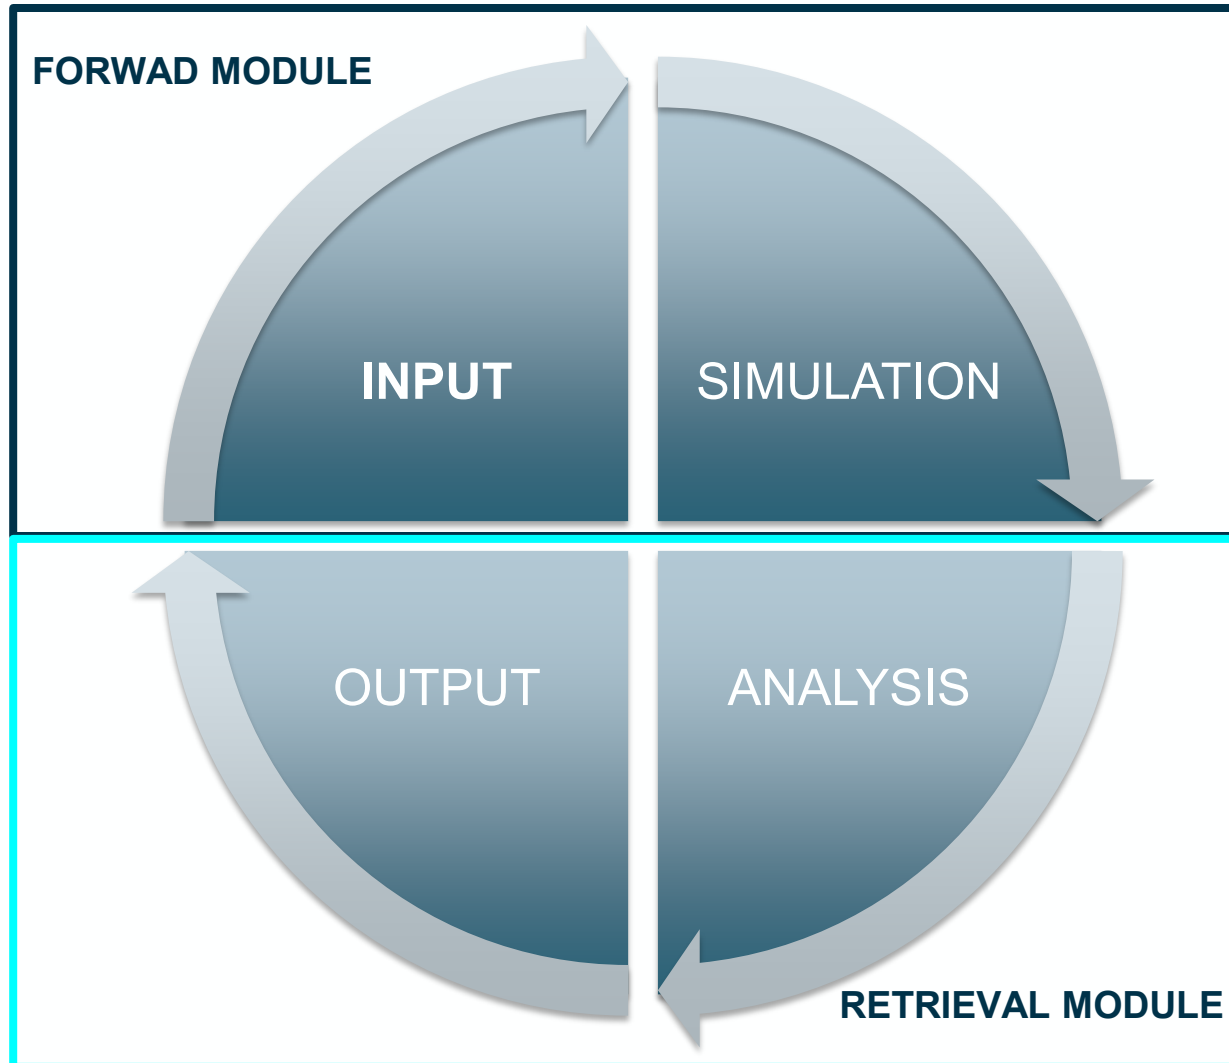 FORWAD MODULE
INPUT
SIMULATION
OUTPUT
ANALYSIS
RETRIEVAL MODULE